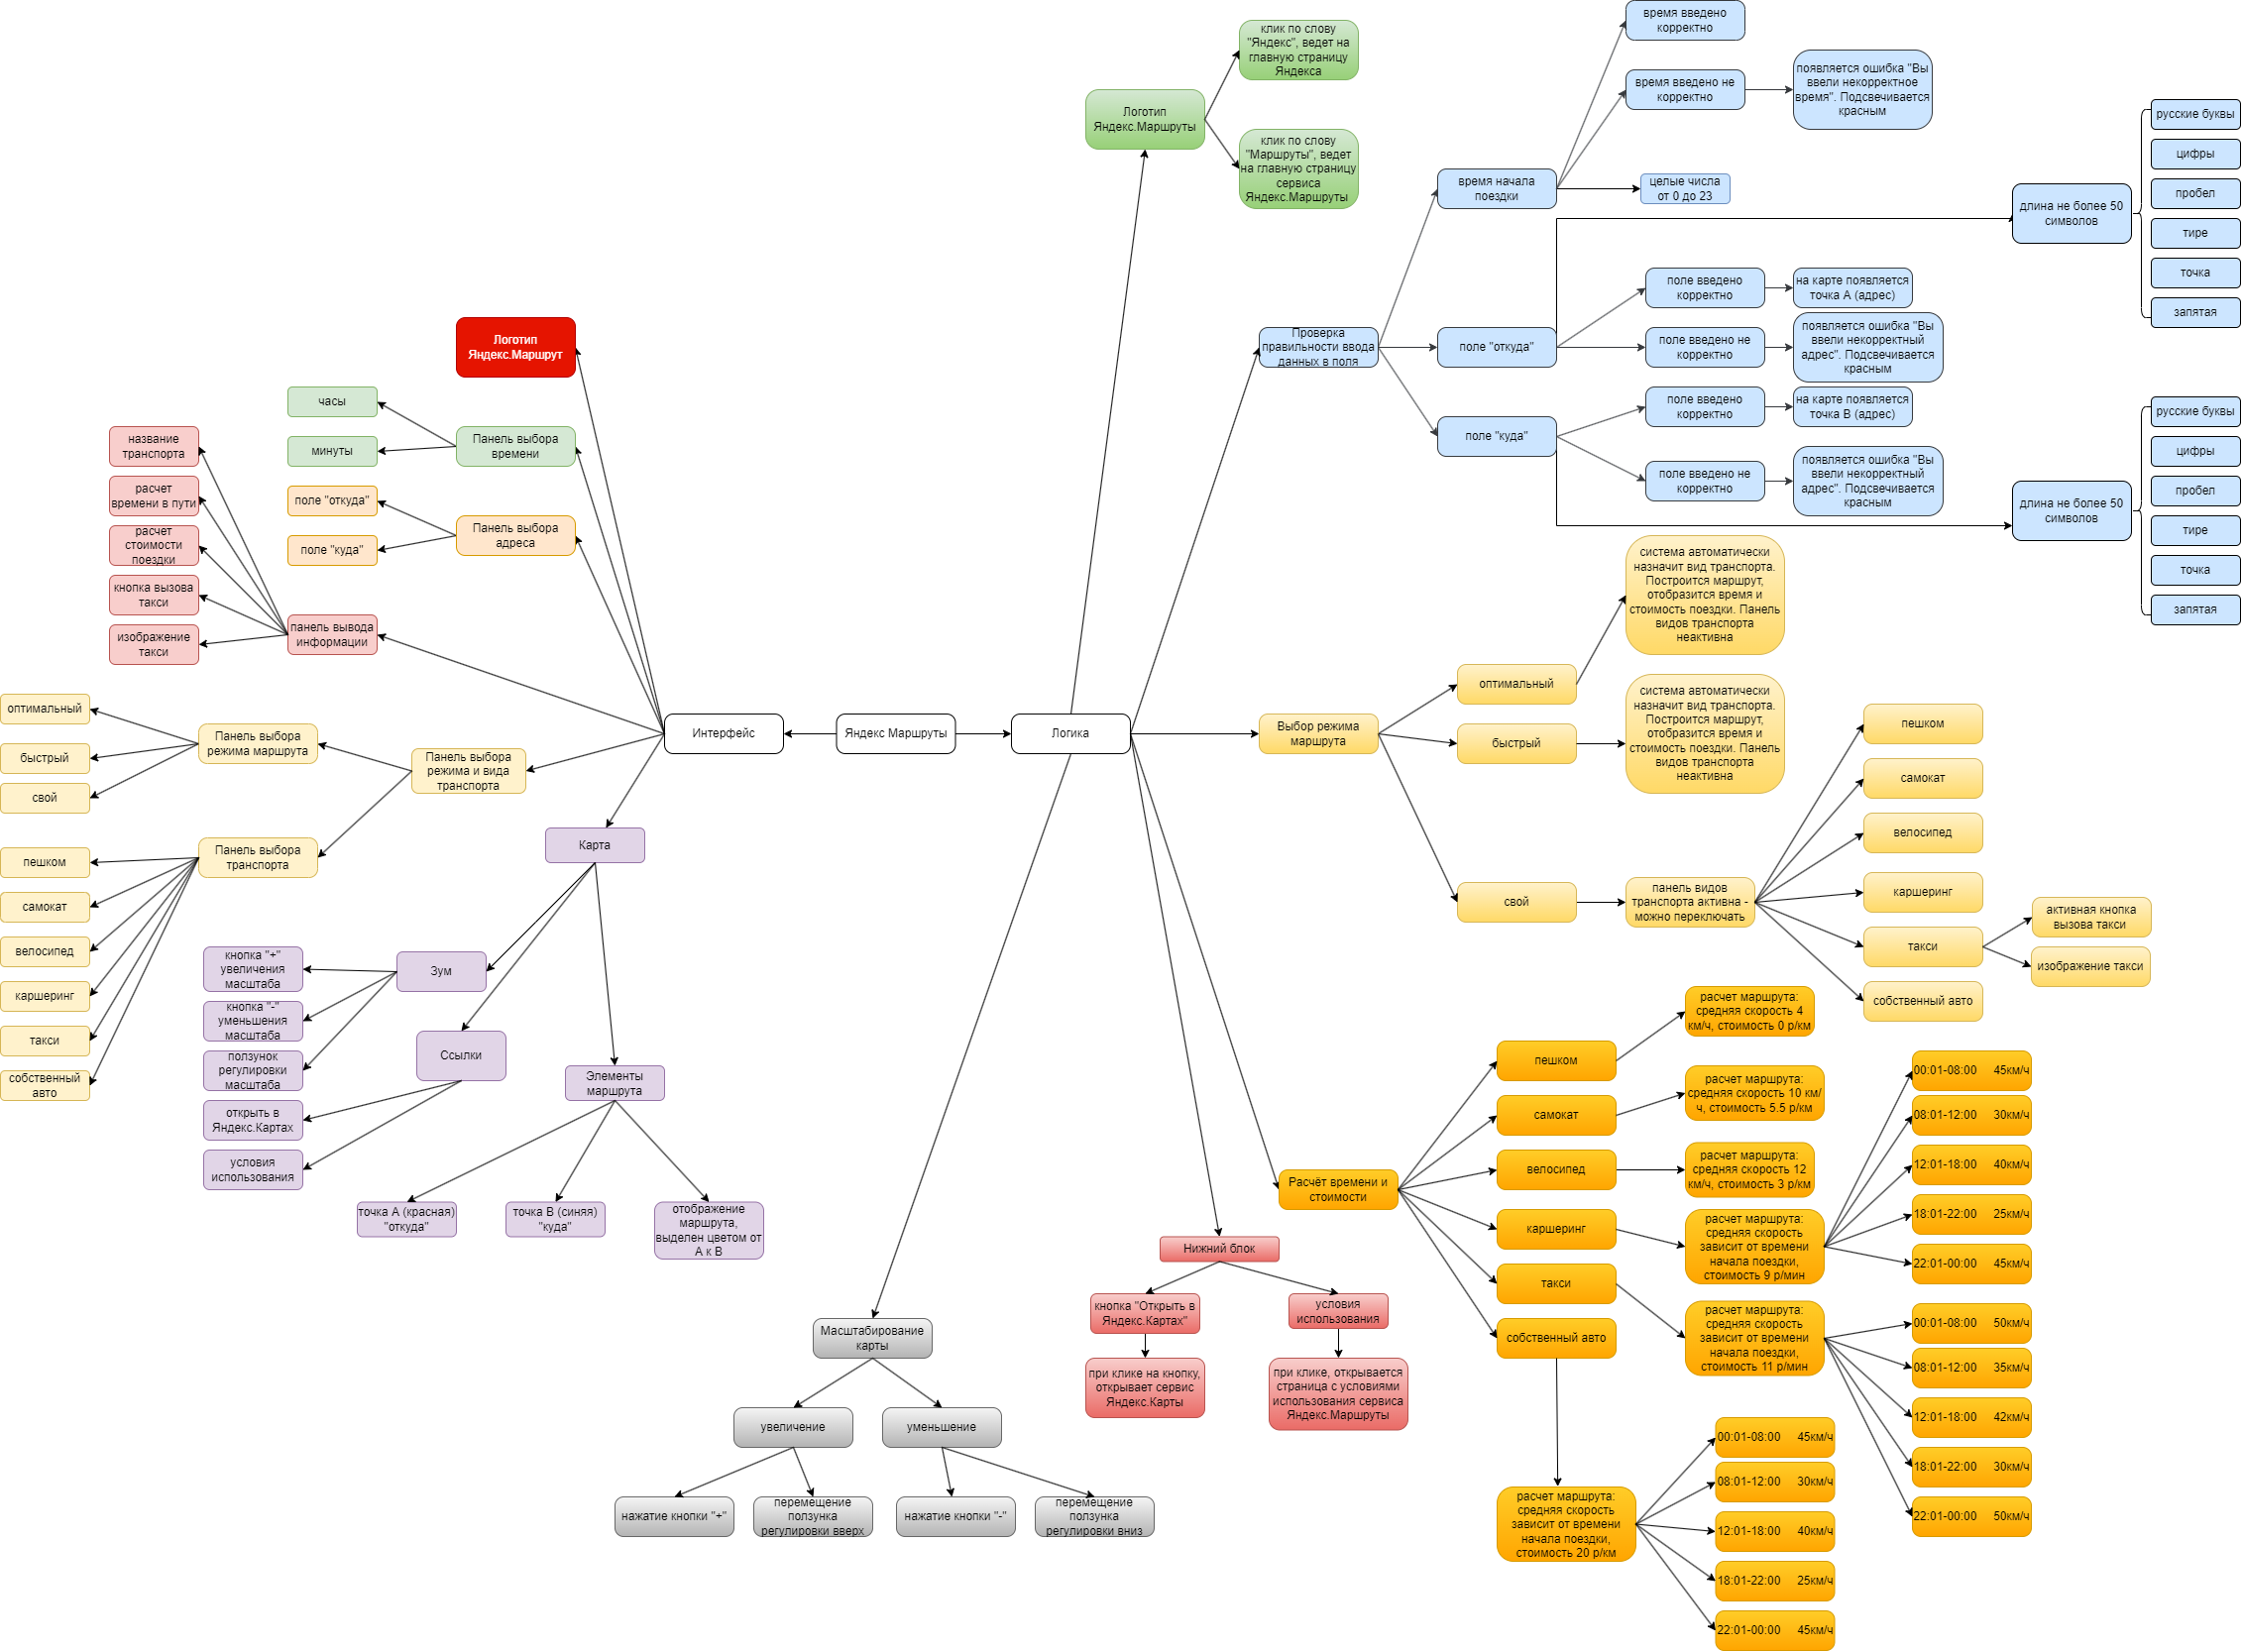 клик по слову
"Яндекс", ведет на
главную страницу
Яндекса
Логотип
Яндекс.Маршруты
клик по слову
"Маршруты", ведет
на главную страницу
сервиса
Яндекс.Маршруты
время введено
корректно
время введено не
корректно
появляется ошибка "Вы
ввели некорректное
время". Подсвечивается
красным
время начала
поездки
целые числа
от 0 до 23
длина не более 50
символов
русские буквы
цифры
пробел
тире
точка
запятая
Проверка
правильности ввода
данных в поля
поле "откуда"
поле введено
корректно
на карте появляется
точка А (адрес)
поле введено не
корректно
появляется ошибка "Вы
ввели некорректный
адрес". Подсвечивается
красным
поле "куда"
поле введено
корректно
на карте появляется
точка В (адрес)
поле введено не
корректно
появляется ошибка "Вы
ввели некорректный
адрес". Подсвечивается
красным
длина не более 50
символов
русские буквы
цифры
пробел
тире
точка
запятая
Логотип
Яндекс.Маршрут
часы
минуты
Панель выбора
времени
поле "откуда"
поле "куда"
Панель выбора
адреса
название
транспорта
расчет
времени в пути
расчет
стоимости
поездки
кнопка вызова
такси
изображение
такси
панель вывода
информации
оптимальный
быстрый
свой
Панель выбора
режима маршрута
Панель выбора
режима и вида
транспорта
пешком
самокат
велосипед
каршеринг
такси
собственный
авто
Панель выбора
транспорта
Интерфейс
Яндекс Маршруты
Логика
Карта
Зум
кнопка "+"
увеличения
масштаба
кнопка "-"
уменьшения
масштаба
ползунок
регулировки
масштаба
Ссылки
открыть в
Яндекс.Картах
условия
использования
Элементы
маршрута
точка А (красная)
"откуда"
точка В (синяя)
"куда"
отображение
маршрута,
выделен цветом от
А к В
Выбор режима
маршрута
оптимальный
система автоматически
назначит вид транспорта.
Построится маршрут,
отобразится время и
стоимость поездки. Панель
видов транспорта
неактивна
быстрый
система автоматически
назначит вид транспорта.
Построится маршрут,
отобразится время и
стоимость поездки. Панель
видов транспорта
неактивна
свой
панель видов
транспорта активна -
можно переключать
пешком
самокат
велосипед
каршеринг
такси
активная кнопка
вызова такси
изображение такси
собственный авто
Расчёт времени и
стоимости
пешком
расчет маршрута:
средняя скорость 4
км/ч, стоимость 0 р/км
самокат
расчет маршрута:
средняя скорость 10 км/
ч, стоимость 5.5 р/км
велосипед
расчет маршрута:
средняя скорость 12
км/ч, стоимость 3 р/км
каршеринг
расчет маршрута:
средняя скорость
зависит от времени
начала поездки,
стоимость 9 р/мин
00:01-08:00 45км/ч
08:01-12:00 30км/ч
12:01-18:00 40км/ч
18:01-22:00 25км/ч
22:01-00:00 45км/ч
такси
расчет маршрута:
средняя скорость
зависит от времени
начала поездки,
стоимость 11 р/мин
00:01-08:00 50км/ч
08:01-12:00 35км/ч
12:01-18:00 42км/ч
18:01-22:00 30км/ч
22:01-00:00 50км/ч
собственный авто
расчет маршрута:
средняя скорость
зависит от времени
начала поездки,
стоимость 20 р/км
00:01-08:00 45км/ч
08:01-12:00 30км/ч
12:01-18:00 40км/ч
18:01-22:00 25км/ч
22:01-00:00 45км/ч
Нижний блок
кнопка "Открыть в
Яндекс.Картах"
при клике на кнопку,
открывает сервис
Яндекс.Карты
условия
использования
при клике, открывается
страница с условиями
использования сервиса
Яндекс.Маршруты
Масштабирование
карты
увеличение
уменьшение
нажатие кнопки "+"
перемещение
ползунка
регулировки вверх
нажатие кнопки "-"
перемещение
ползунка
регулировки вниз